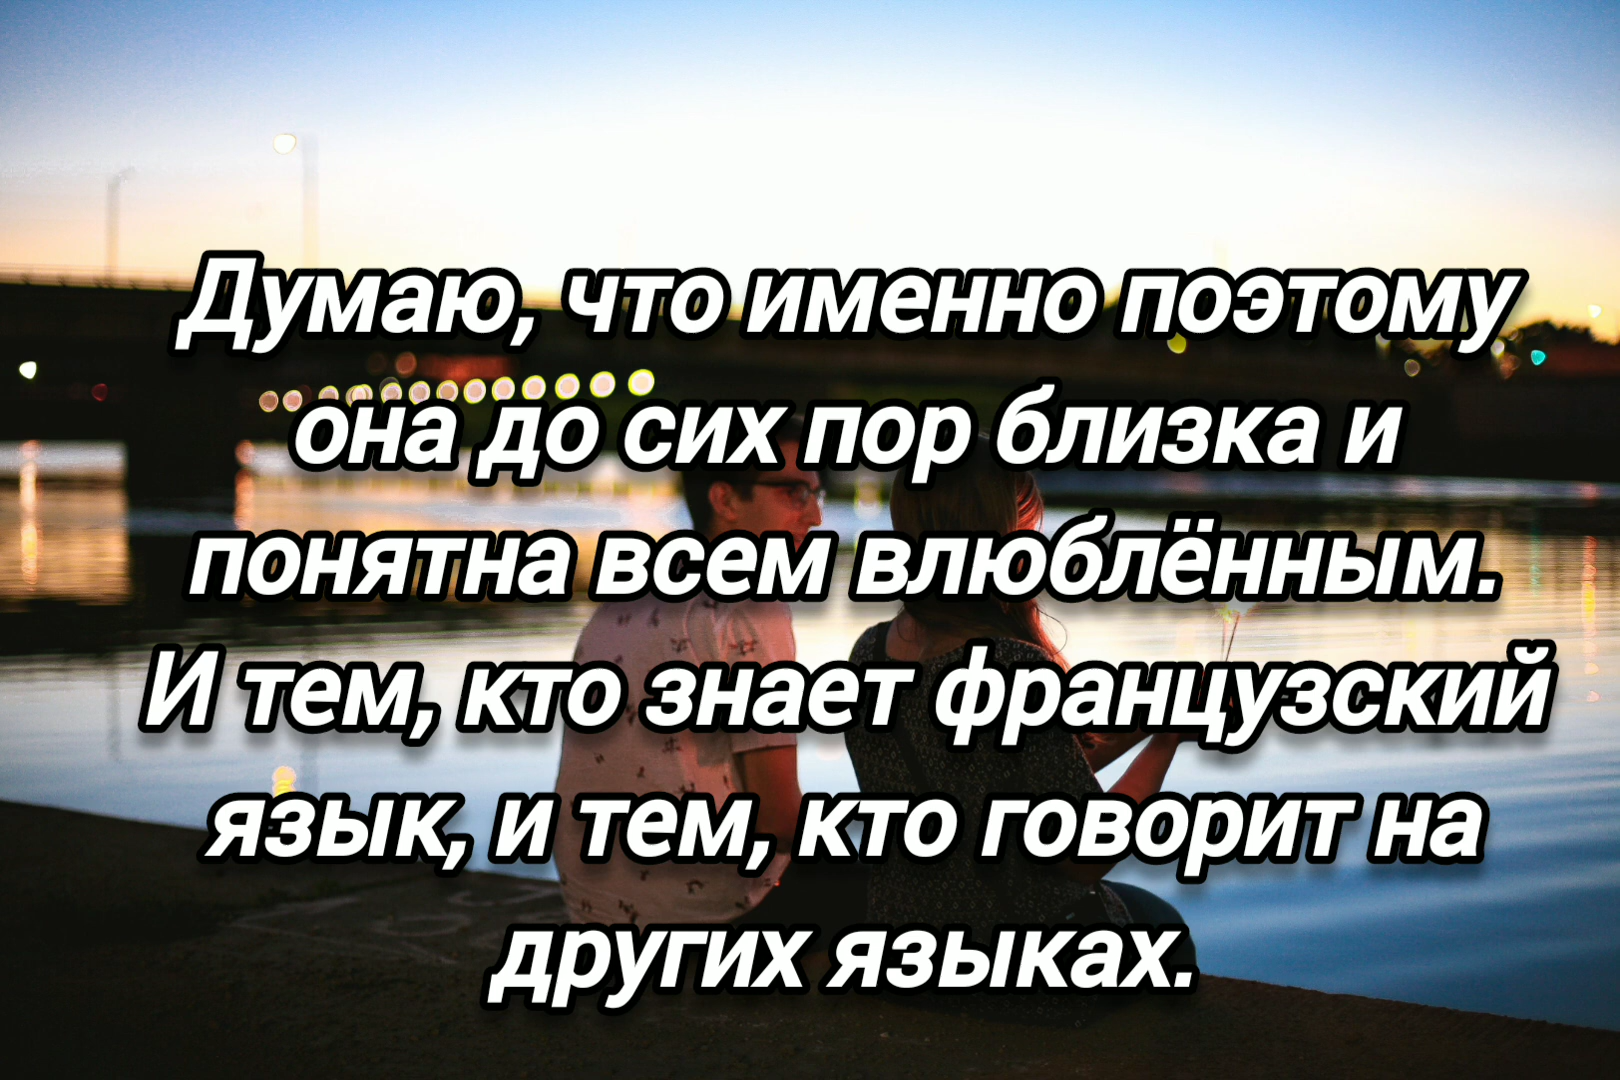 Думаю, что именно поэтому
она до сих пор близка и
понятна всем влюблённым.
И тем, кто знает французский
язык, и тем, кто говорит на
других языках.